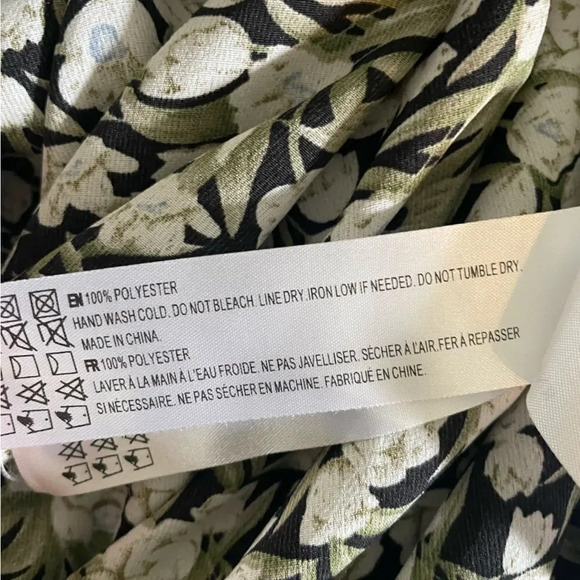 EN 100% POLYESTER
HAND WASH COLD. DO NOT BLEACH. LINE DRY.IRON LOW IF NEEDED. DO NOT TUMBLE DRY.
MADE IN CHINA.
FR 100% POLYESTER
LAVER À LA MAIN À L'EAU FROIDE. NE PAS JAVELLISER. SÉCHER À L'AIR.FER À REPASSER
SI NÉCESSAIRE. NE PAS SÉCHER EN MACHINE. FABRIQUÉ EN CHINE.